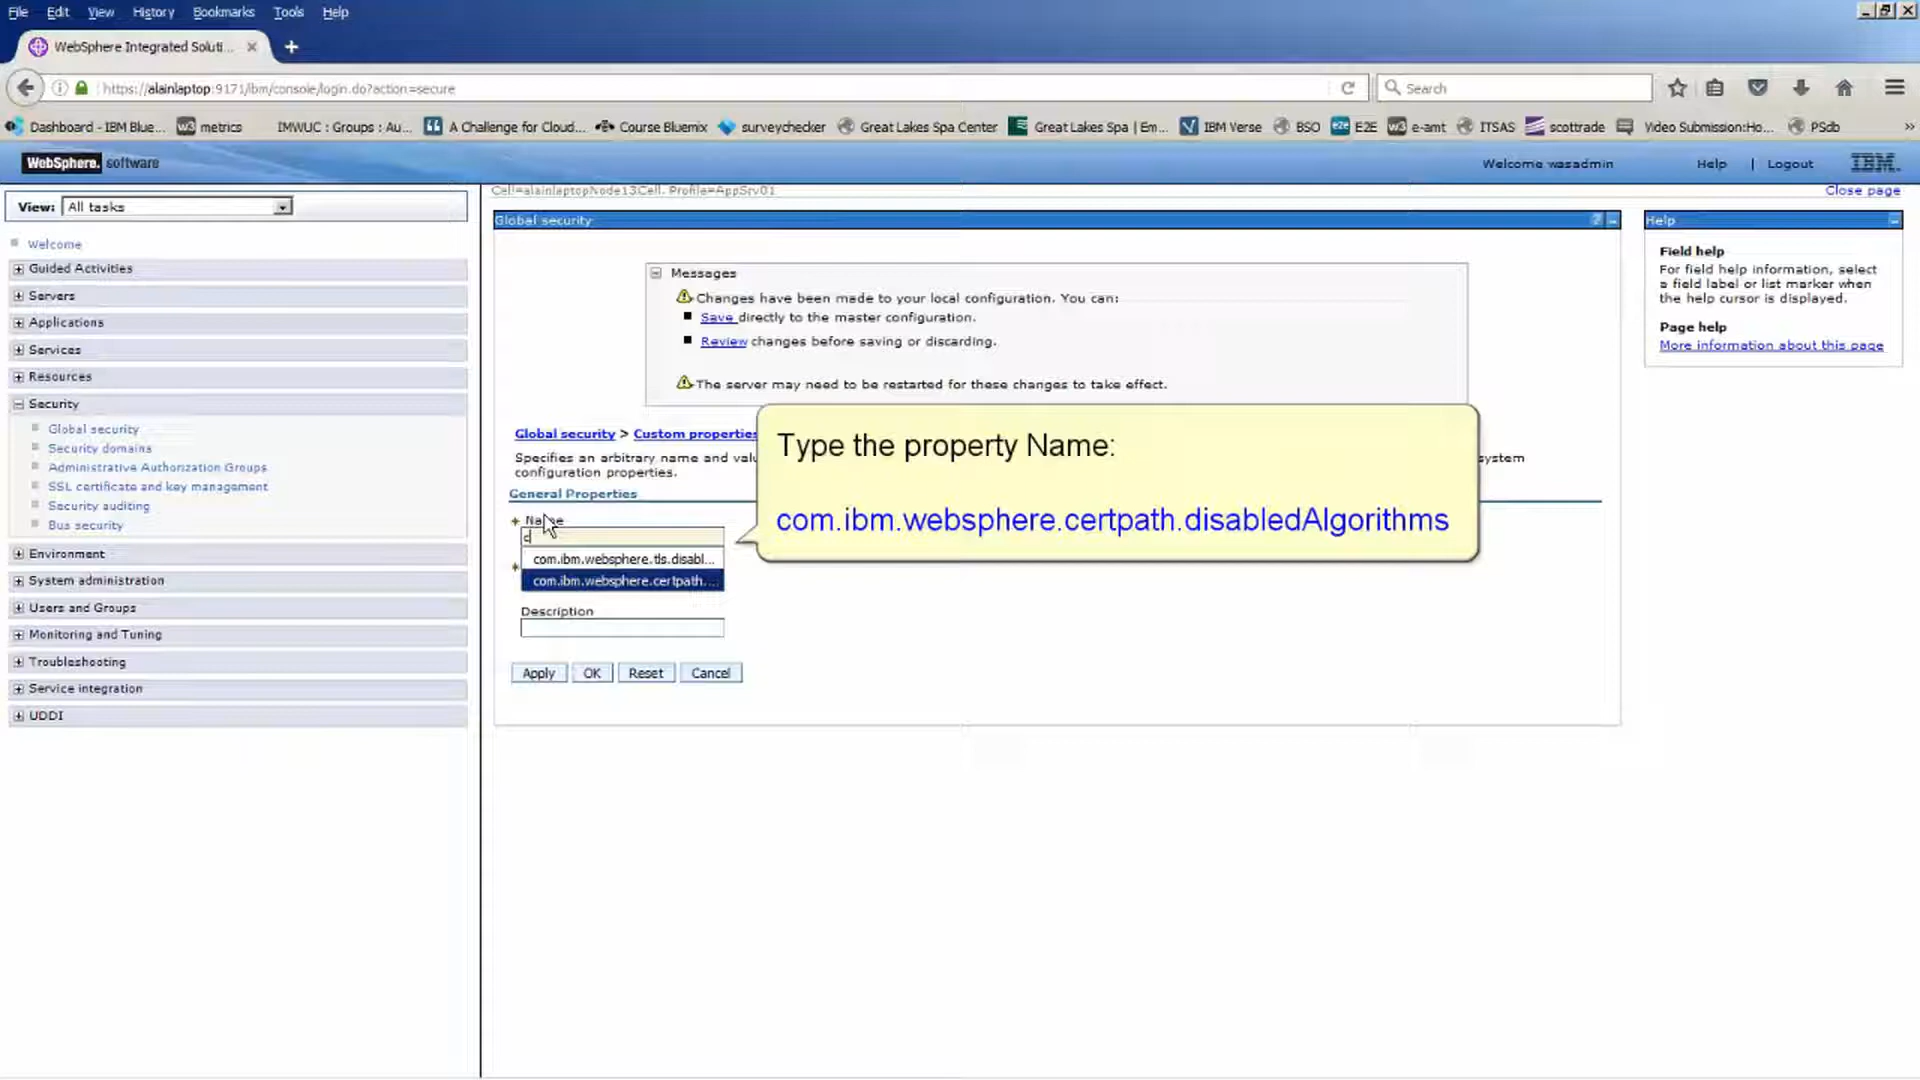 File Edit View History Bookmarks Tools Help
WebSphere Integrated Soluti...
https://alainlaptop:9171/ibm/console/login.do?action=secure
Search
Dashboard - IBM Blue... metrics IMWUC : Groups : Au... A Challenge for Cloud... Course Bluemix surveychecker Great Lakes Spa Center Great Lakes Spa | Em... IBM Verse BSO E2E e-amt ITSAS scottrade Video Submission:Ho... PSdb
WebSphere. software
Welcome wasadmin Help | Logout IBM.
View: All tasks
Welcome
Guided Activities
Servers
Applications
Services
Resources
Security
Global security
Security domains
Administrative Authorization Groups
SSL certificate and key management
Security auditing
Bus security
Environment
System administration
Users and Groups
Monitoring and Tuning
Troubleshooting
Service integration
UDDI
Cell=alainlaptopNode13Cell, Profile=AppSrv01
Close page
Global security
Messages
Changes have been made to your local configuration. You can:
Save directly to the master configuration.
Review changes before saving or discarding.
The server may need to be restarted for these changes to take effect.
Global security > Custom properties
Specifies an arbitrary name and valu
system
configuration properties.
General Properties
Name
c
com.ibm.websphere.tls.disabl...
com.ibm.websphere.certpath....
Description
Apply OK Reset Cancel
Type the property Name:
com.ibm.websphere.certpath.disabledAlgorithms
Help
Field help
For field help information, select
a field label or list marker when
the help cursor is displayed.
Page help
More information about this page